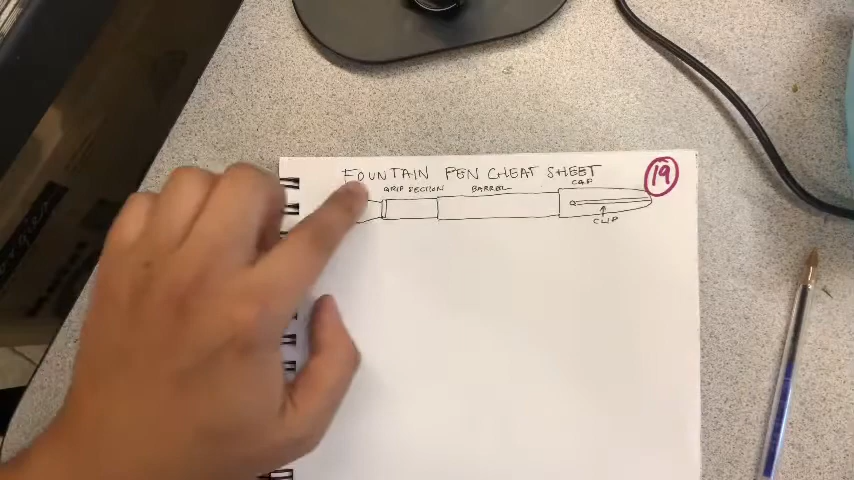 FOUNTAIN PEN CHEAT SHEET
19
GRIP SECTION
BARREL
CAP
CLIP